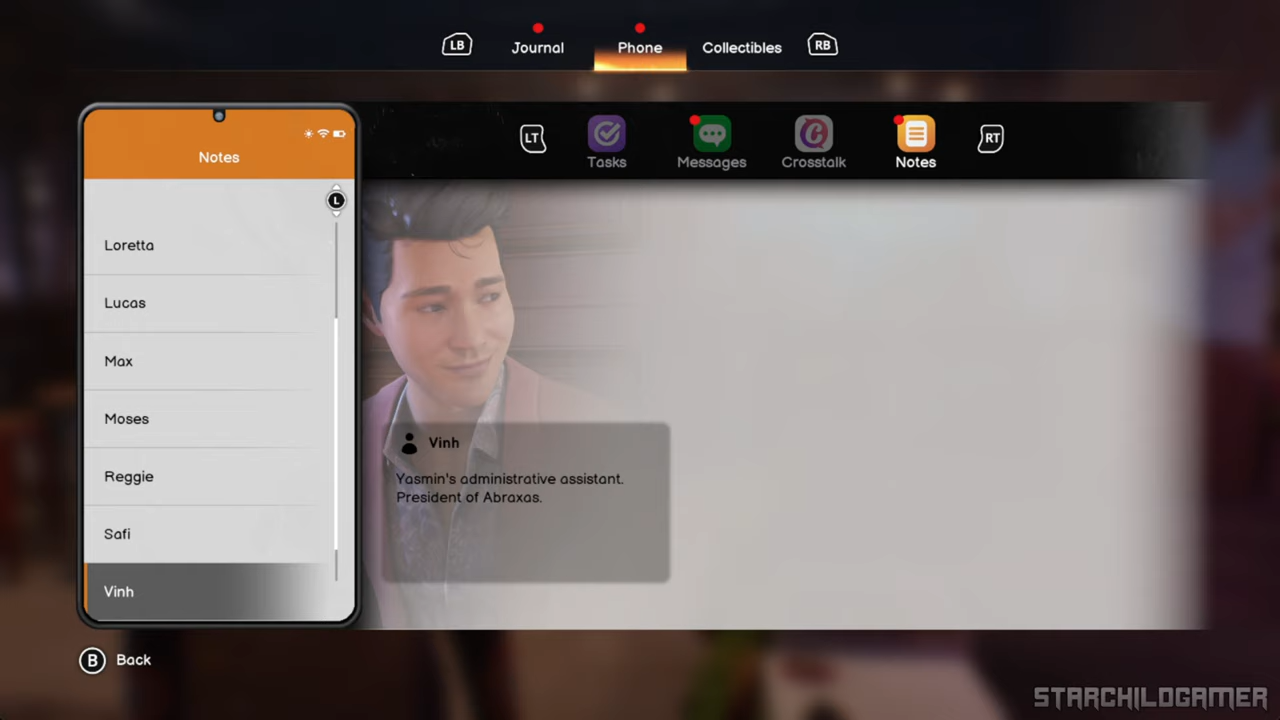 LB
Journal
Phone
Collectibles
RB
Notes
LT
Tasks
Messages
Crosstalk
Notes
RT
L
Loretta
Lucas
Max
Moses
Reggie
Safi
Vinh
Vinh
Yasmin's administrative assistant.
President of Abraxas.
B Back
STARCHILDGAMER